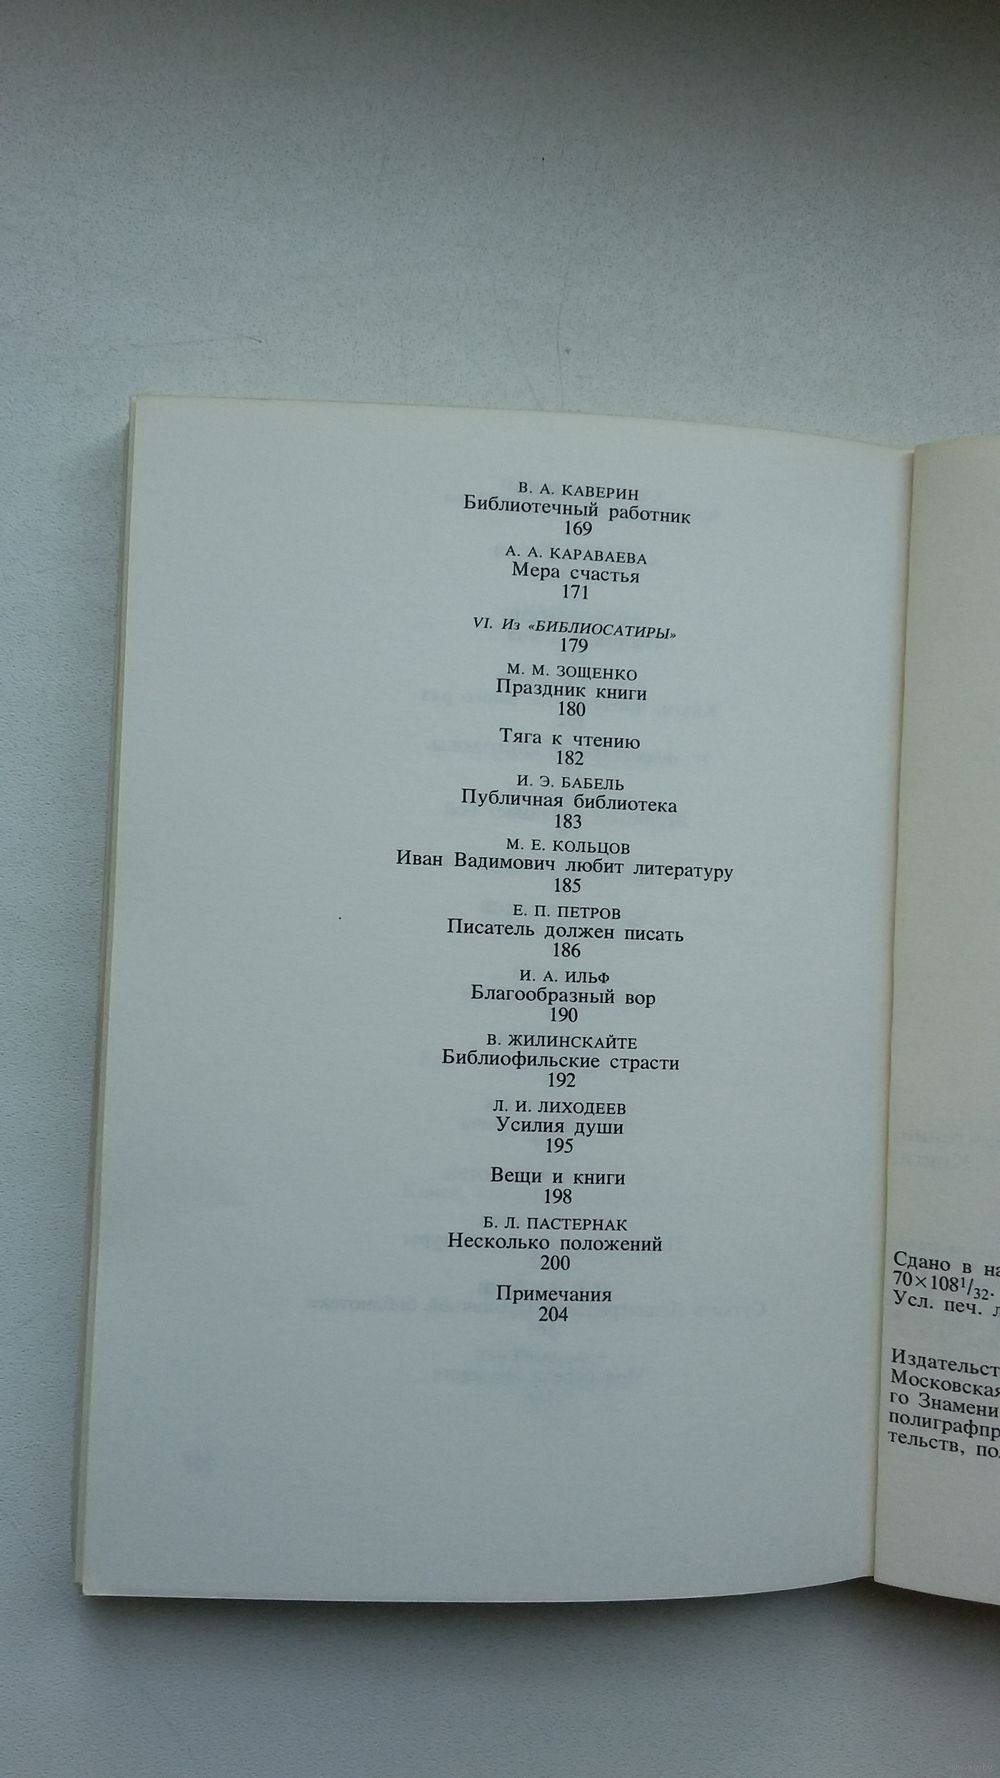 В. А. КАВЕРИН
Библиотечный работник
169
А. А. КАРАВАЕВА
Мера счастья
171
VI. Из «БИБЛИОСАТИРЫ»
179
М. М. ЗОЩЕНКО
Праздник книги
180
Тяга к чтению
182
И. Э. БАБЕЛЬ
Публичная библиотека
183
М. Е. КОЛЬЦОВ
Иван Вадимович любит литературу
185
Е. П. ПЕТРОВ
Писатель должен писать
186
И. А. ИЛЬФ
Благообразный вор
190
В. ЖИЛИНСКАЙТЕ
Библиофильские страсти
192
Л. И. ЛИХОДЕЕВ
Усилия души
195
Вещи и книги
198
Б. Л. ПАСТЕРНАК
Несколько положений
200
Примечания
204
Сдано в на
70×108 1/32.
Усл. печ. л
Издательст
Московская
го Знамени
полиграфпр
тельств, по